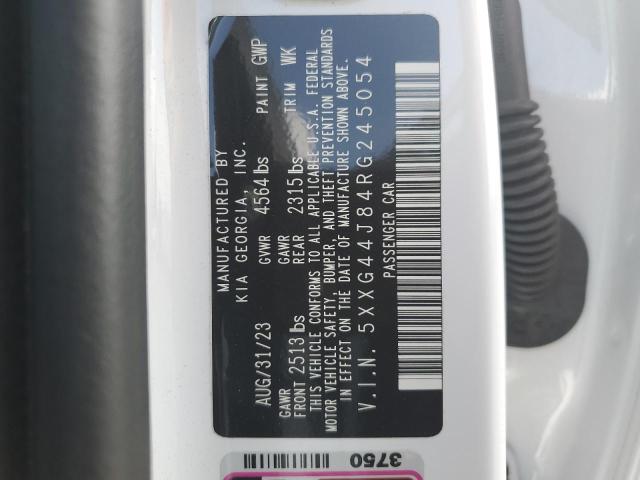 MANUFACTURED BY
KIA GEORGIA, INC.
AUG/31/23 GVWR 4564 lbs PAINT GWP
GAWR FRONT 2513 lbs GAWR REAR 2315 lbs TRIM WK
THIS VEHICLE CONFORMS TO ALL APPLICABLE U.S.A. FEDERAL
MOTOR VEHICLE SAFETY, BUMPER, AND THEFT PREVENTION STANDARDS
IN EFFECT ON THE DATE OF MANUFACTURE SHOWN ABOVE.
V.I.N. 5XXG44J84RG245054
PASSENGER CAR
3750